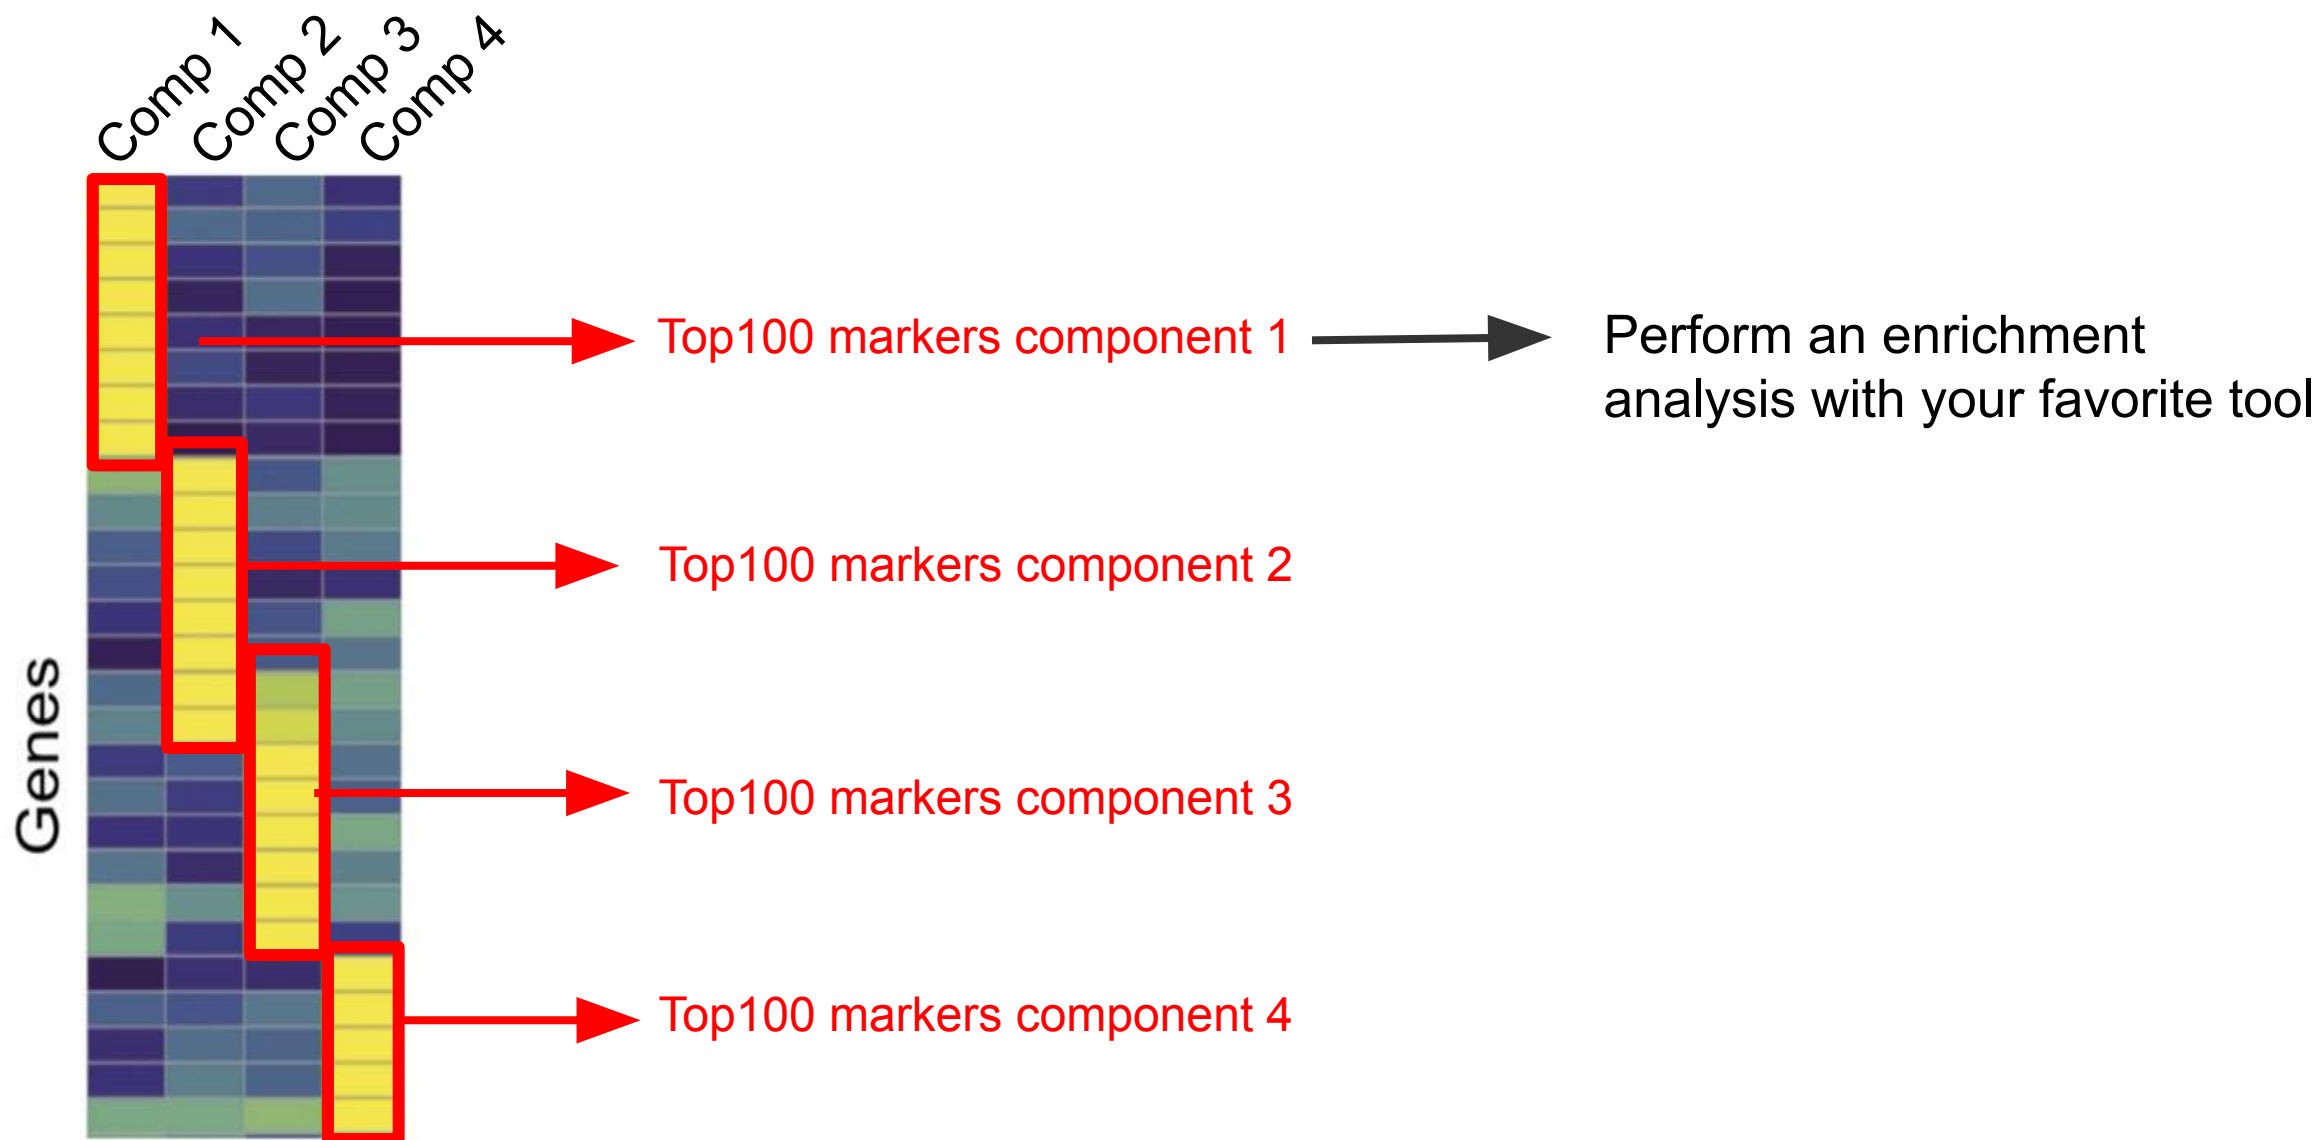 Comp 1
Comp 2
Comp 3
Comp 4
Genes
Top100 markers component 1
Perform an enrichment
analysis with your favorite tool
Top100 markers component 2
Top100 markers component 3
Top100 markers component 4